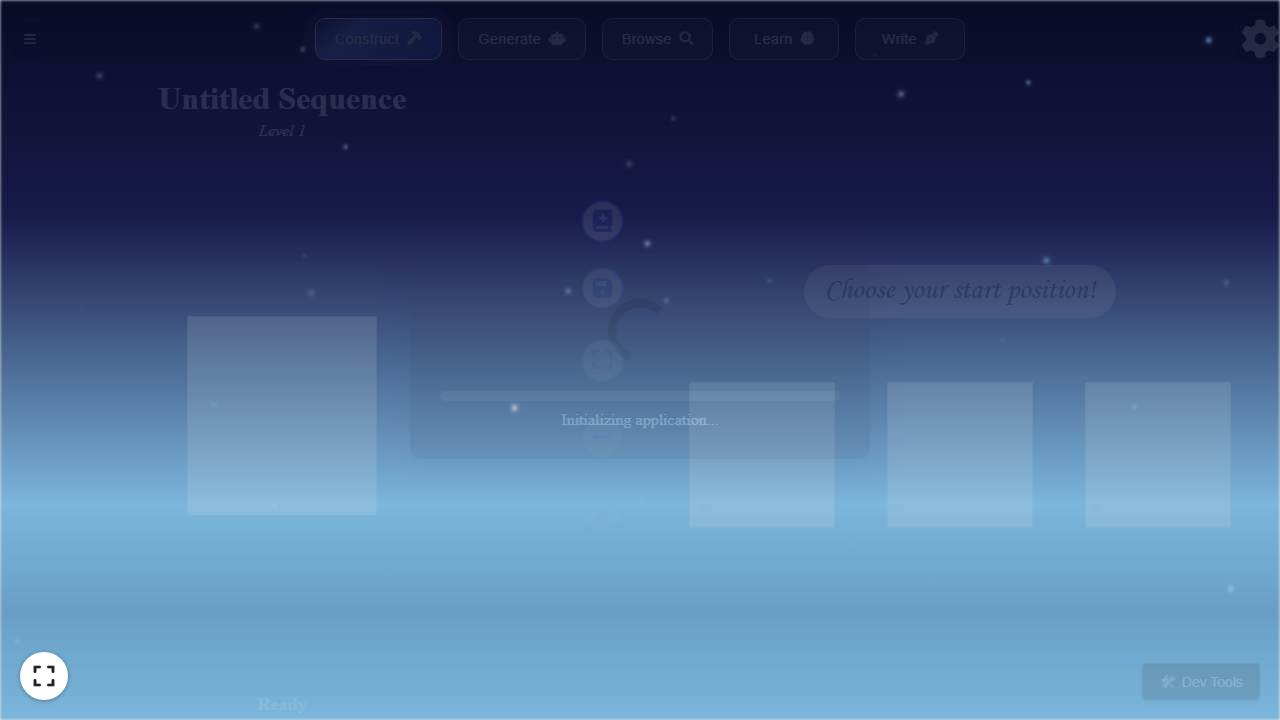 Construct
Generate
Browse
Learn
Write
Untitled Sequence
Level 1
Choose your start position!
Initializing application...
Dev Tools
Ready